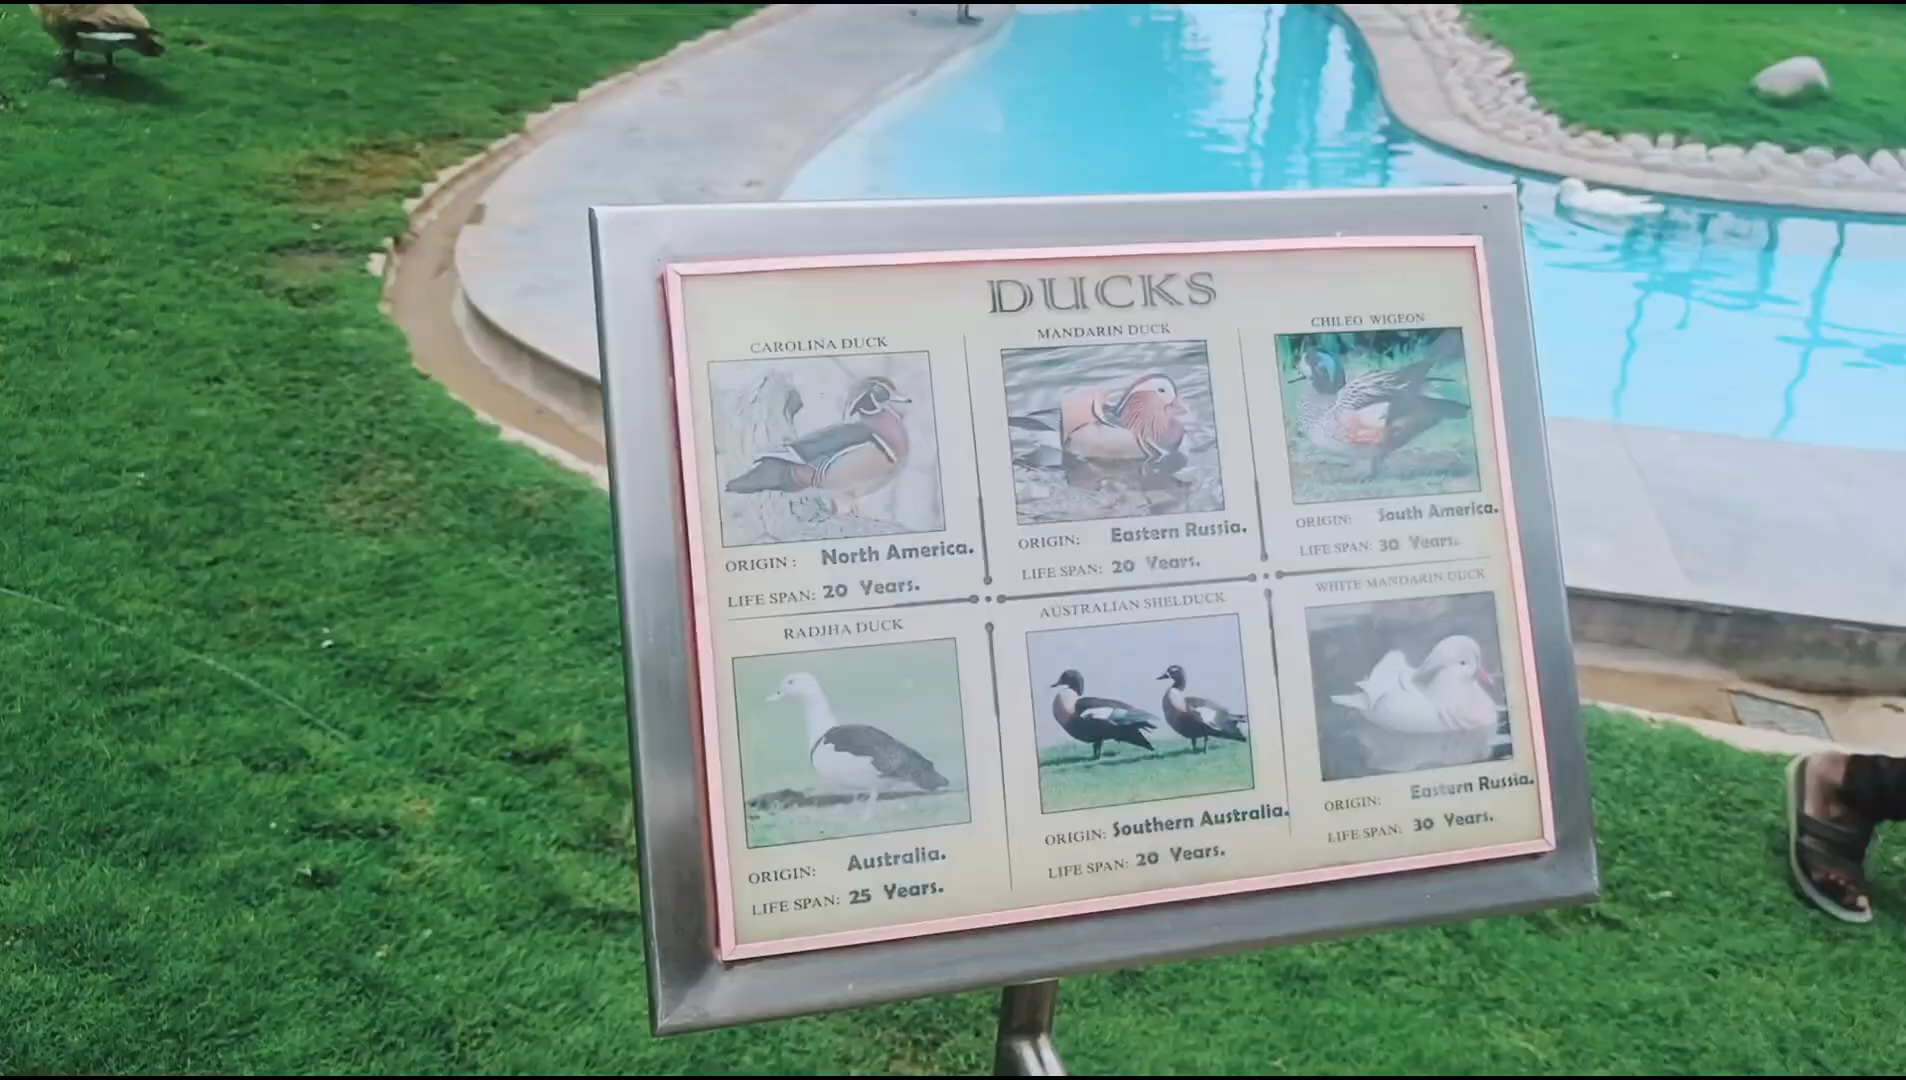 DUCKS
CAROLINA DUCK
ORIGIN : North America.
LIFE SPAN: 20 Years.
MANDARIN DUCK
ORIGIN: Eastern Russia.
LIFE SPAN: 20 Years.
CHILEO WIGEON
ORIGIN: South America.
LIFE SPAN: 30 Years.
RADJHA DUCK
ORIGIN: Australia.
LIFE SPAN: 25 Years.
AUSTRALIAN SHELDUCK
ORIGIN: Southern Australia.
LIFE SPAN: 20 Years.
WHITE MANDARIN DUCK
ORIGIN: Eastern Russia.
LIFE SPAN: 30 Years.